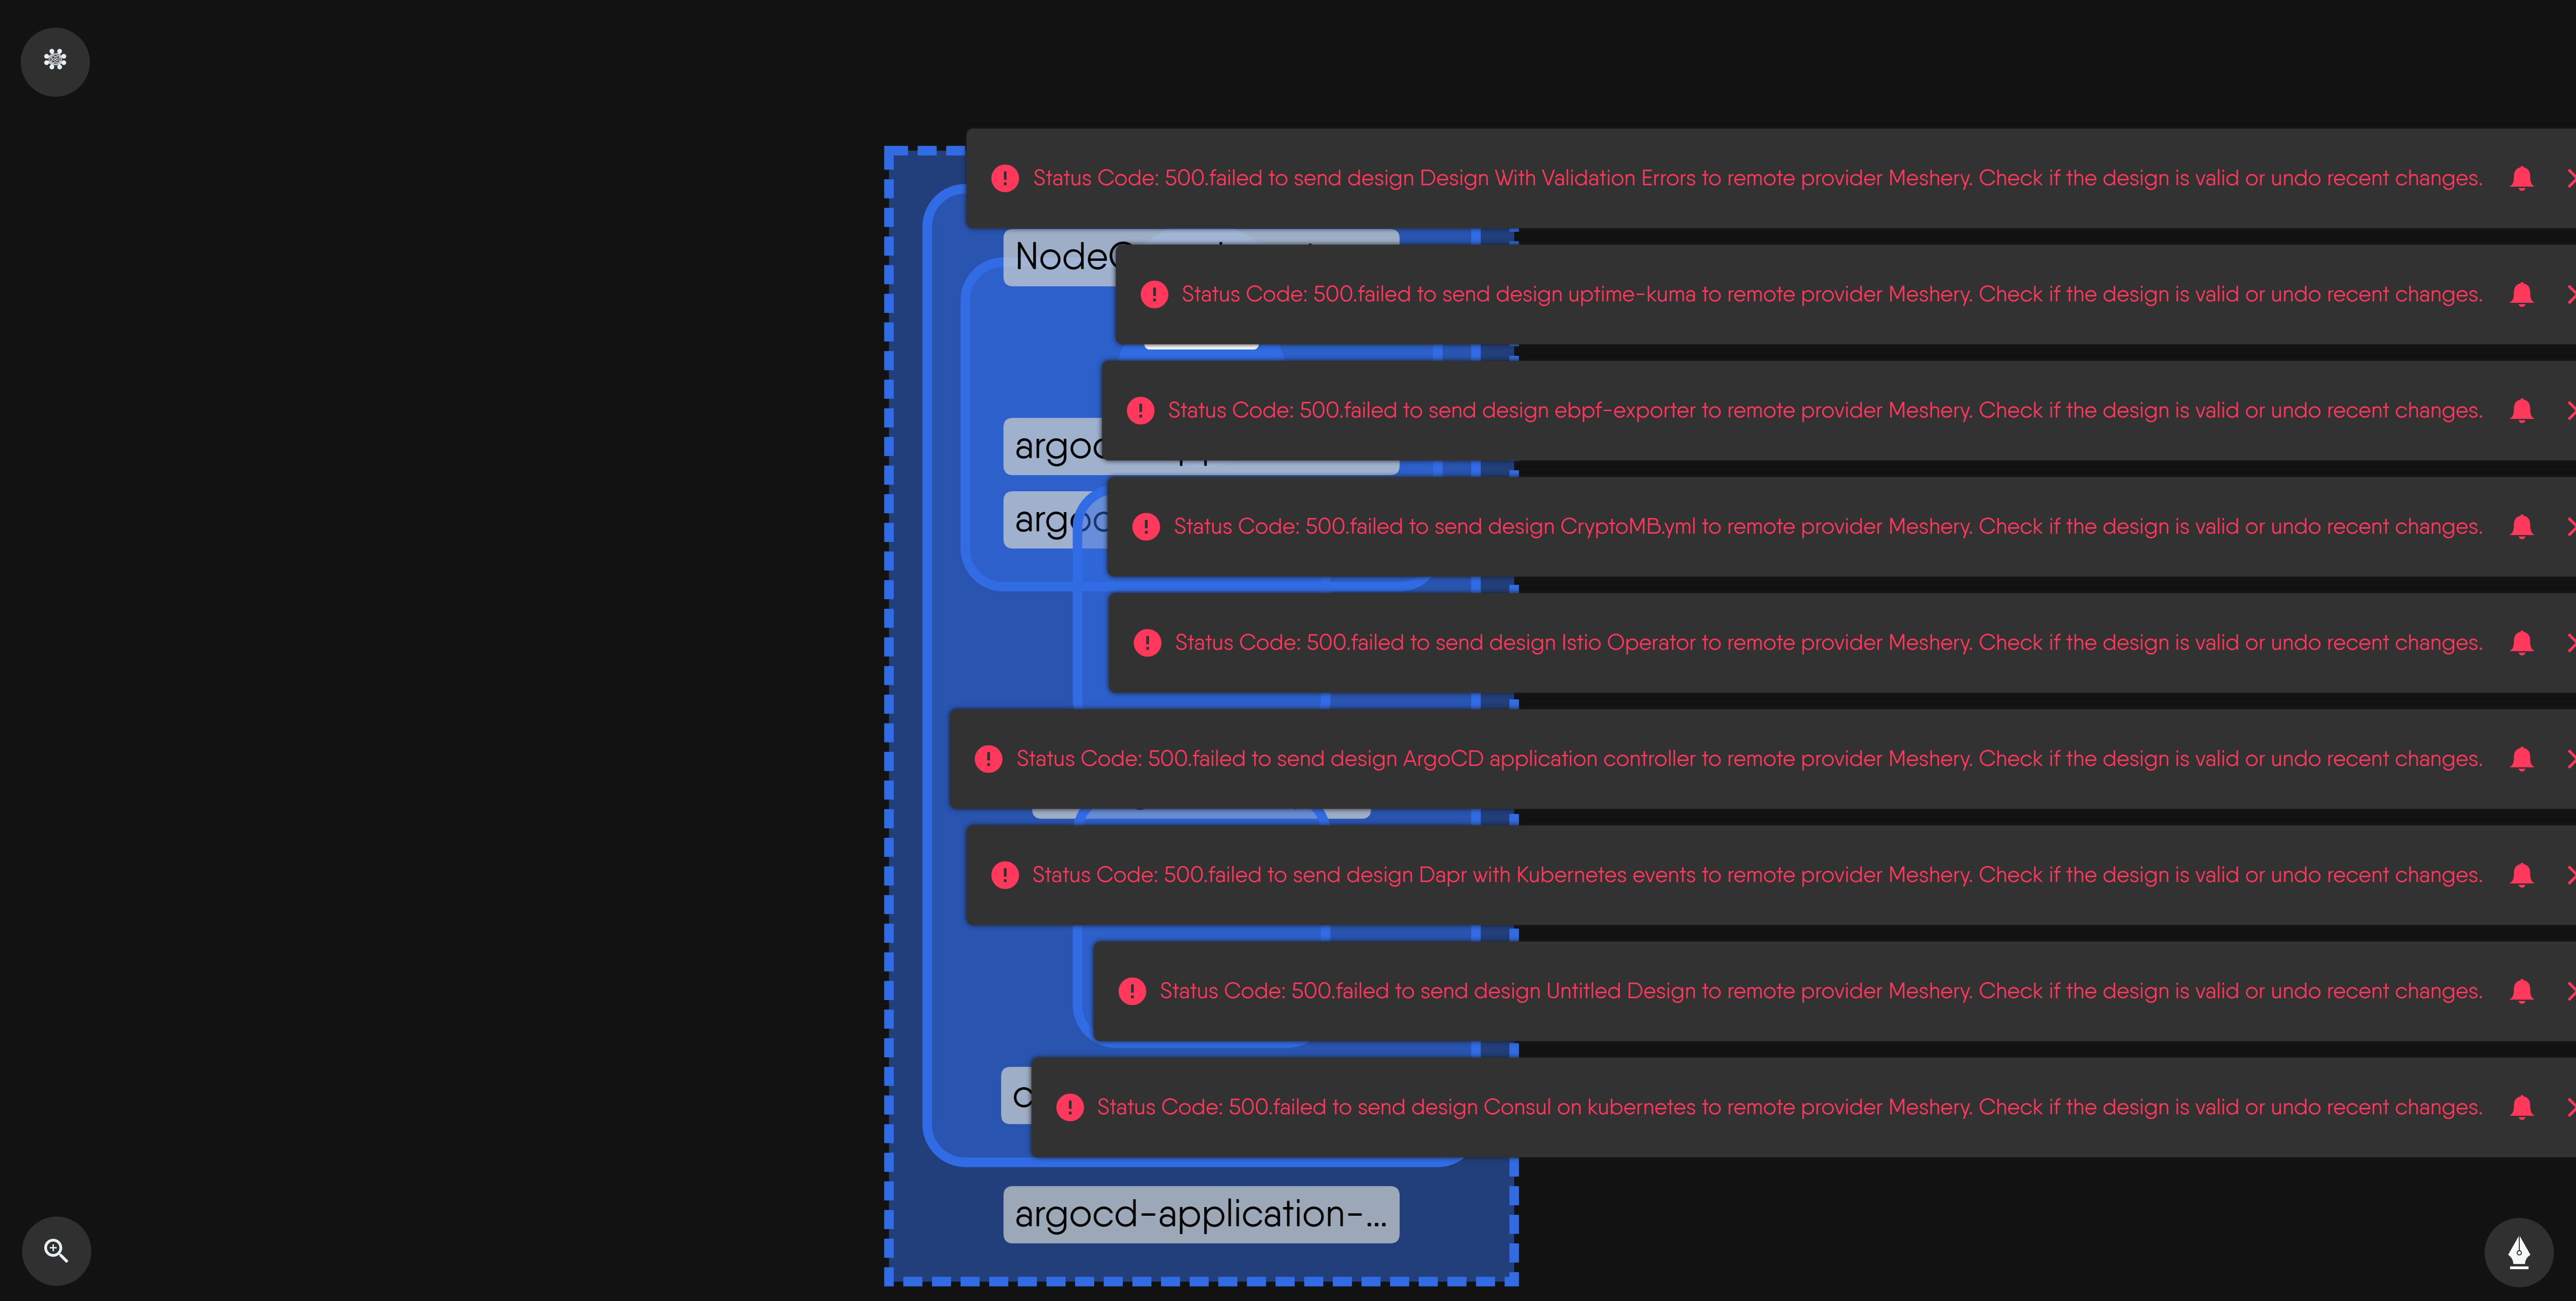 Status Code: 500.failed to send design Design With Validation Errors to remote provider Meshery. Check if the design is valid or undo recent changes.
Status Code: 500.failed to send design uptime-kuma to remote provider Meshery. Check if the design is valid or undo recent changes.
Status Code: 500.failed to send design ebpf-exporter to remote provider Meshery. Check if the design is valid or undo recent changes.
Status Code: 500.failed to send design CryptoMB.yml to remote provider Meshery. Check if the design is valid or undo recent changes.
Status Code: 500.failed to send design Istio Operator to remote provider Meshery. Check if the design is valid or undo recent changes.
Status Code: 500.failed to send design ArgoCD application controller to remote provider Meshery. Check if the design is valid or undo recent changes.
Status Code: 500.failed to send design Dapr with Kubernetes events to remote provider Meshery. Check if the design is valid or undo recent changes.
Status Code: 500.failed to send design Untitled Design to remote provider Meshery. Check if the design is valid or undo recent changes.
Status Code: 500.failed to send design Consul on kubernetes to remote provider Meshery. Check if the design is valid or undo recent changes.
argocd-application-...